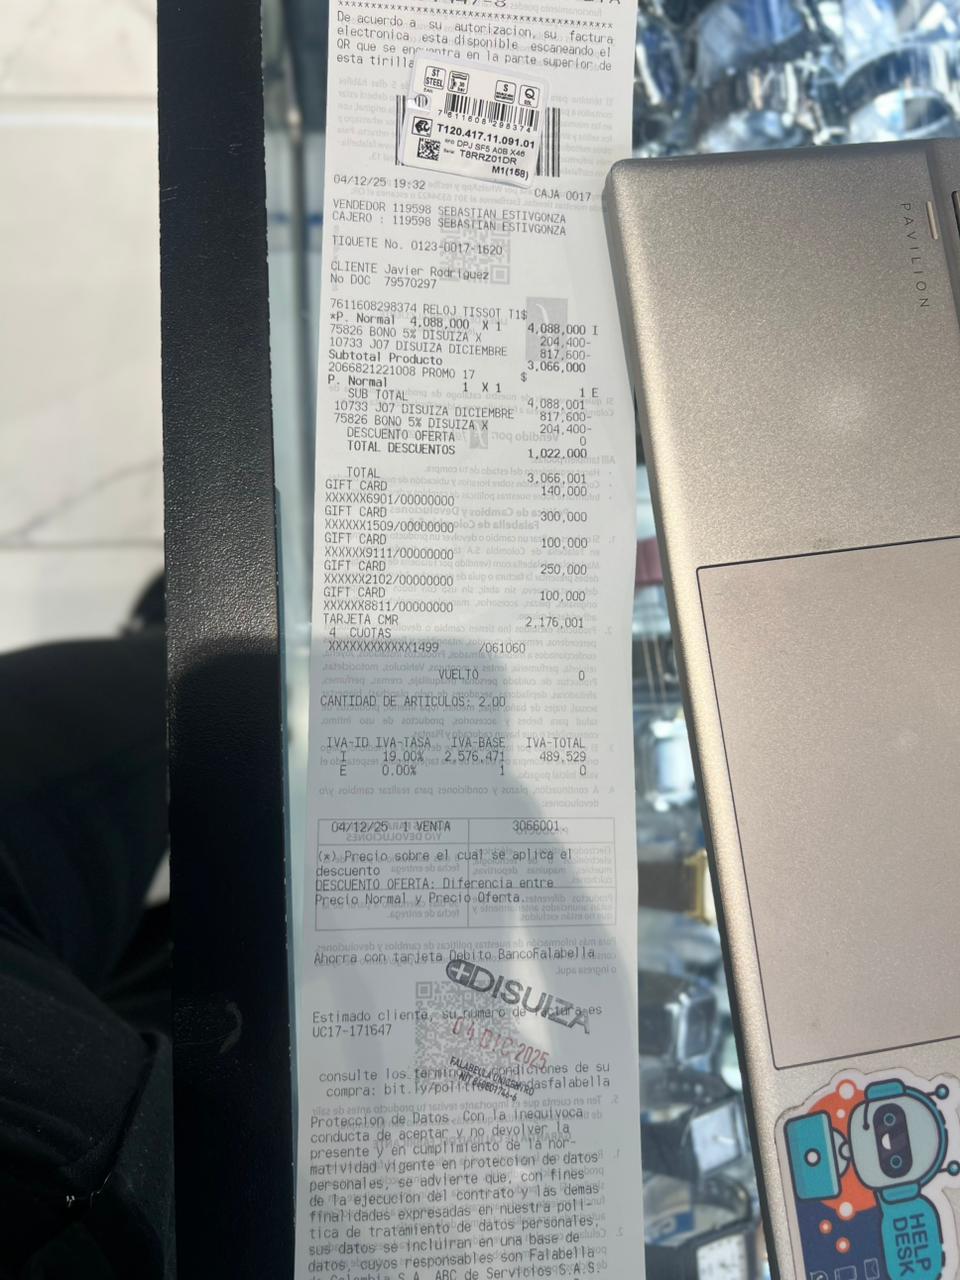 De acuerdo a su autorizacion, su factura
electronica esta disponible escaneando el
QR que se encuentra en la parte superior de
esta tirilla
ST STEEL
7 611608 298374
T120.417.11.091.01
DPJ SF5 A0B X46
T8RRZ01DR
M1(158)
04/12/25 19:32 CAJA 0017
VENDEDOR 119598 SEBASTIAN ESTIVGONZA
CAJERO : 119598 SEBASTIAN ESTIVGONZA
TIQUETE No. 0123-0017-1620
CLIENTE Javier Rodriguez
No DOC 79570297
7611608298374 RELOJ TISSOT T1$
*P. Normal 4,088,000 X 1 4,088,000 I
75826 BONO 5% DISUIZA X 204,400-
10733 J07 DISUIZA DICIEMBRE 817,600-
Subtotal Producto 3,066,000
2066821221008 PROMO 17 $
P. Normal 1 X 1 1 E
SUB TOTAL 4,088,001
10733 J07 DISUIZA DICIEMBRE 817,600-
75826 BONO 5% DISUIZA X 204,400-
DESCUENTO OFERTA 0
TOTAL DESCUENTOS 1,022,000
TOTAL 3,066,001
GIFT CARD 140,000
XXXXXX6901/00000000
GIFT CARD 300,000
XXXXXX1509/00000000
GIFT CARD 100,000
XXXXXX9111/00000000
GIFT CARD 250,000
XXXXXX2102/00000000
GIFT CARD 100,000
XXXXXX8811/00000000
TARJETA CMR 2,176,001
4 CUOTAS
XXXXXXXXXXXX1499 /061060
VUELTO 0
CANTIDAD DE ARTICULOS: 2.00
IVA-ID IVA-TASA IVA-BASE IVA-TOTAL
I 19.00% 2,576,471 489,529
E 0.00% 1 0
04/12/25 1 VENTA 3066001
(*) Precio sobre el cual se aplica el
descuento
DESCUENTO OFERTA: Diferencia entre
Precio Normal y Precio Oferta.
Ahorra con tarjeta Debito BancoFalabella
DISUIZA
Estimado cliente, su numero de factura es
UC17-171647
04 DIC 2025
FALABELLA UNICENTRO
consulte los terminos condiciones de su
compra: bit.ly/politi dasfalabella
Proteccion de Datos. Con la inequivoca
conducta de aceptar y no devolver la
presente y en cumplimiento de la nor-
matividad vigente en proteccion de datos
personales, se advierte que, con fines
de la ejecucion del contrato y las demas
finalidades expresadas en nuestra poli-
tica de tratamiento de datos personales,
sus datos se incluiran en una base de
datos, cuyos responsables son Falabella
de Colombia S.A, ABC de Servicios S.A.S.
PAVILION
HELP
DESK